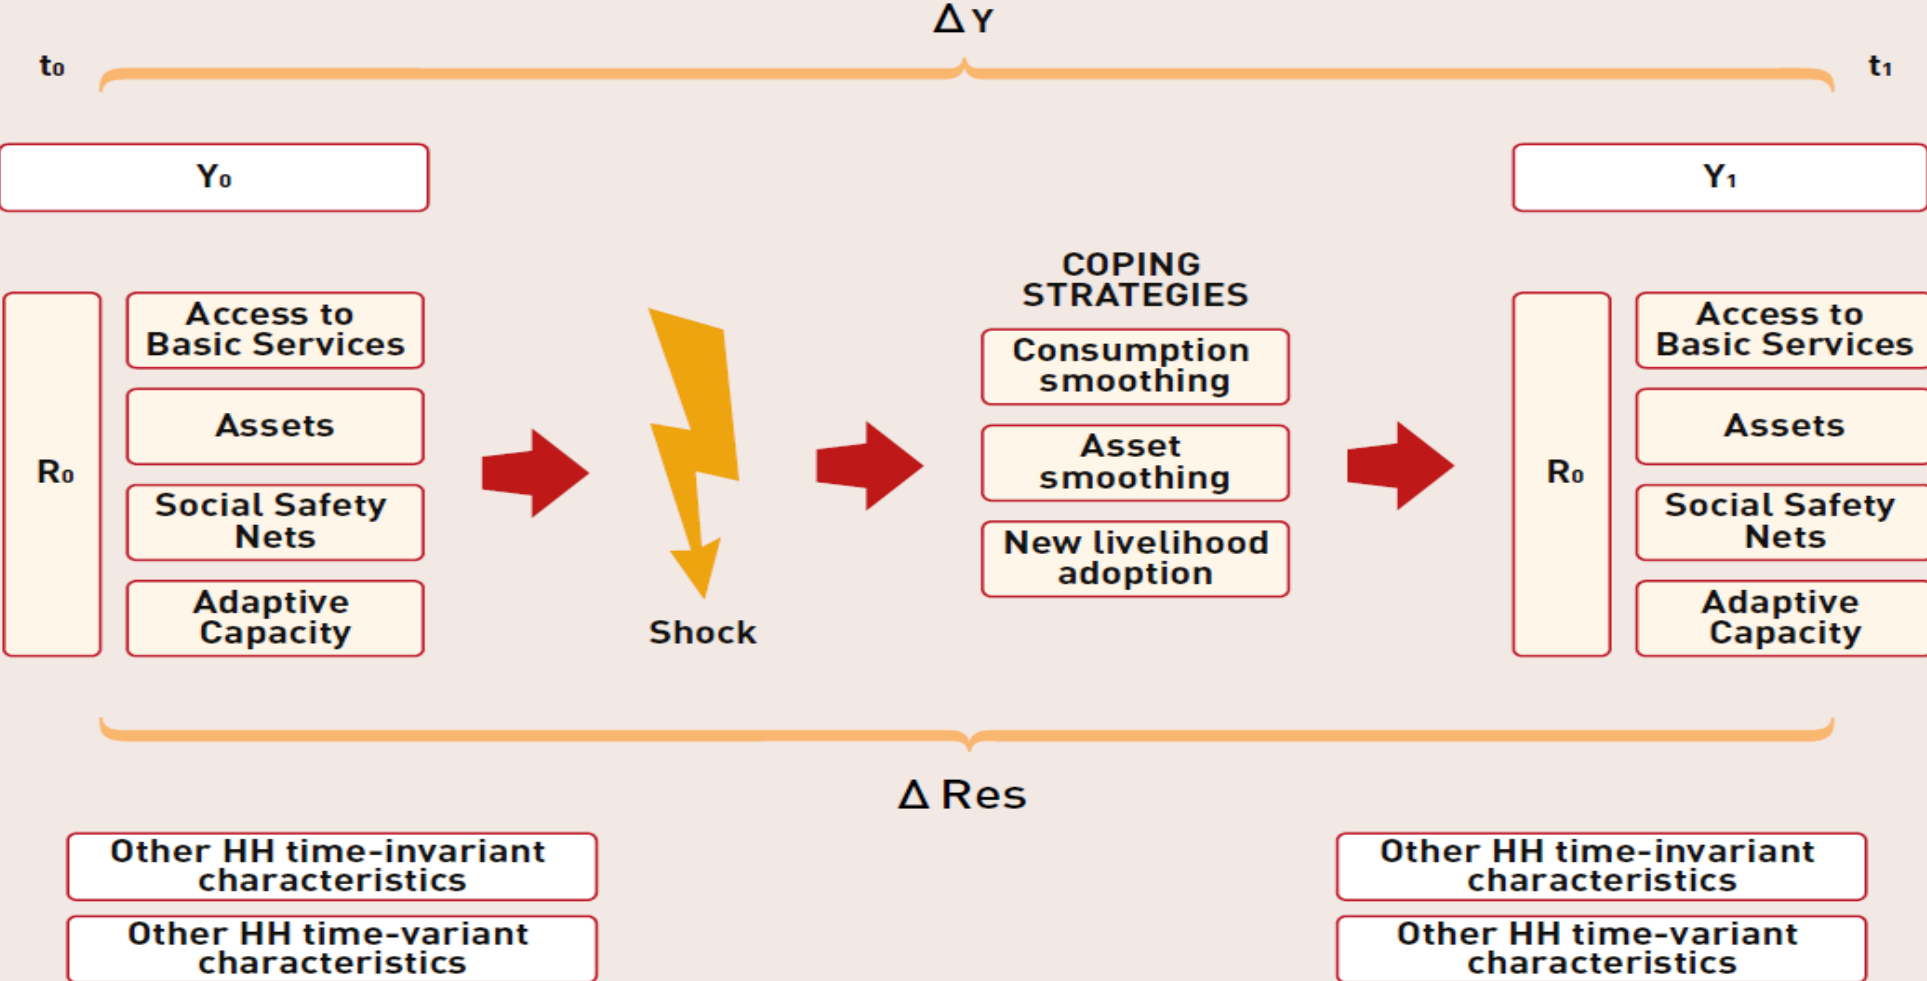 Δ Y
t₀
t₁
Y₀
Y₁
R₀
Access to
Basic Services
Assets
Social Safety
Nets
Adaptive
Capacity
Shock
COPING
STRATEGIES
Consumption
smoothing
Asset
smoothing
New livelihood
adoption
R₀
Access to
Basic Services
Assets
Social Safety
Nets
Adaptive
Capacity
Δ Res
Other HH time-invariant
characteristics
Other HH time-variant
characteristics
Other HH time-invariant
characteristics
Other HH time-variant
characteristics